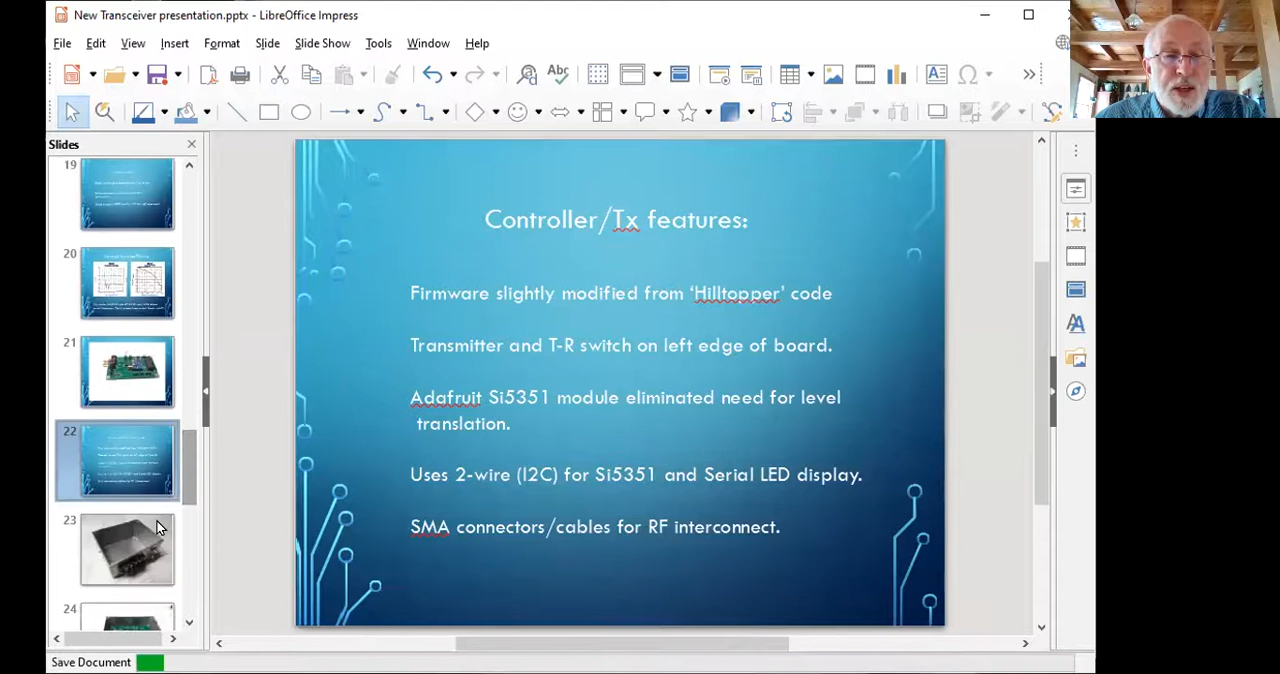 New Transceiver presentation.pptx - LibreOffice Impress
File Edit View Insert Format Slide Slide Show Tools Window Help
Abc
Slides
19
20
21
22
23
24
Controller/Tx features:
Firmware slightly modified from ‘Hilltopper’ code
Transmitter and T-R switch on left edge of board.
Adafruit Si5351 module eliminated need for level
translation.
Uses 2-wire (I2C) for Si5351 and Serial LED display.
SMA connectors/cables for RF interconnect.
Save Document